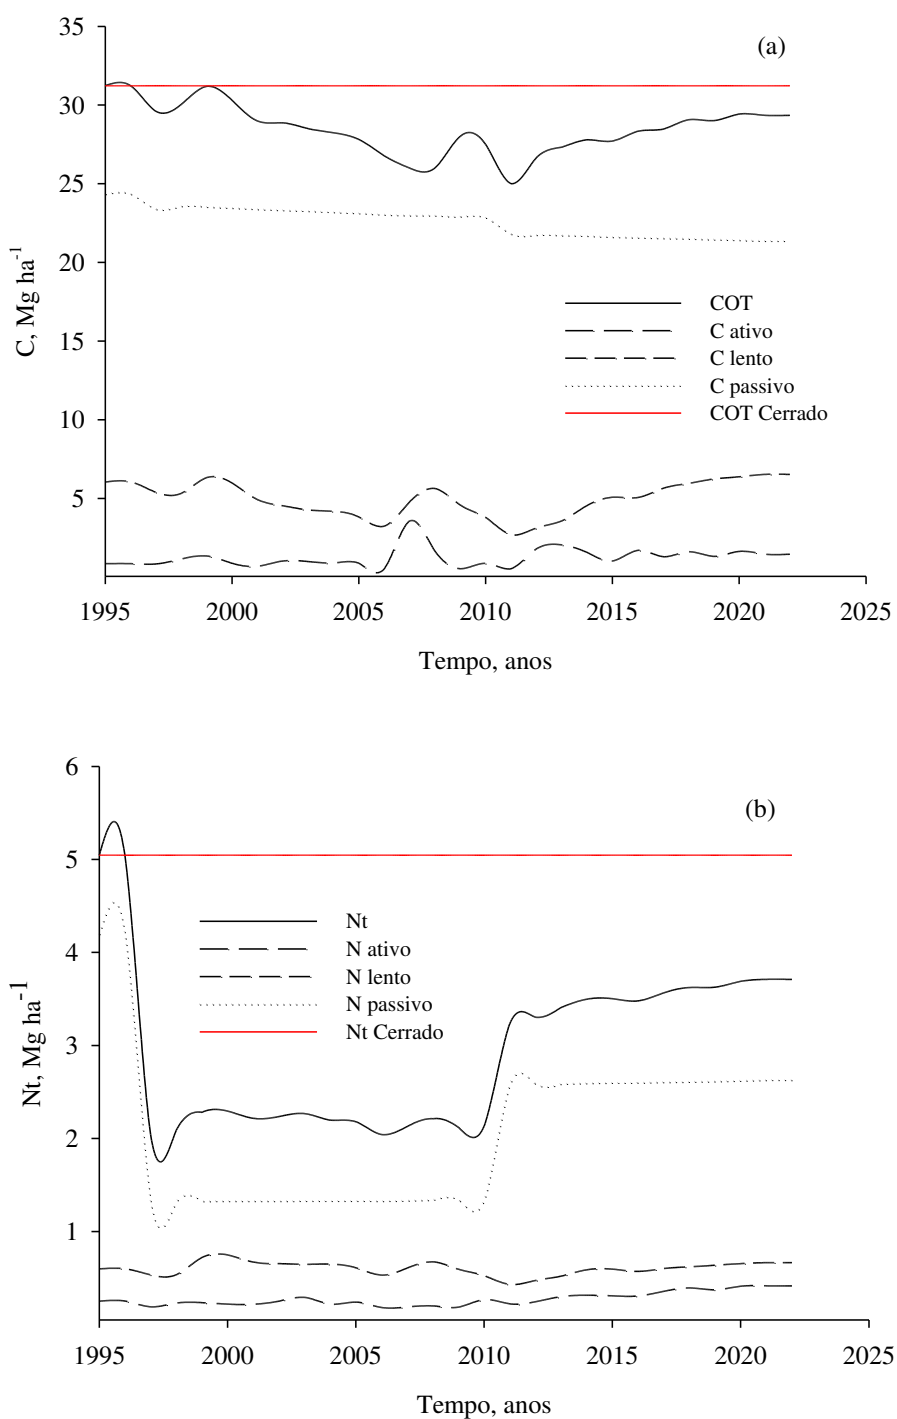 (a)
35
30
25
20
15
10
5
C, Mg ha-1
COT
C ativo
C lento
C passivo
COT Cerrado
1995 2000 2005 2010 2015 2020 2025
Tempo, anos
(b)
6
5
4
3
2
1
Nt, Mg ha-1
Nt
N ativo
N lento
N passivo
Nt Cerrado
1995 2000 2005 2010 2015 2020 2025
Tempo, anos